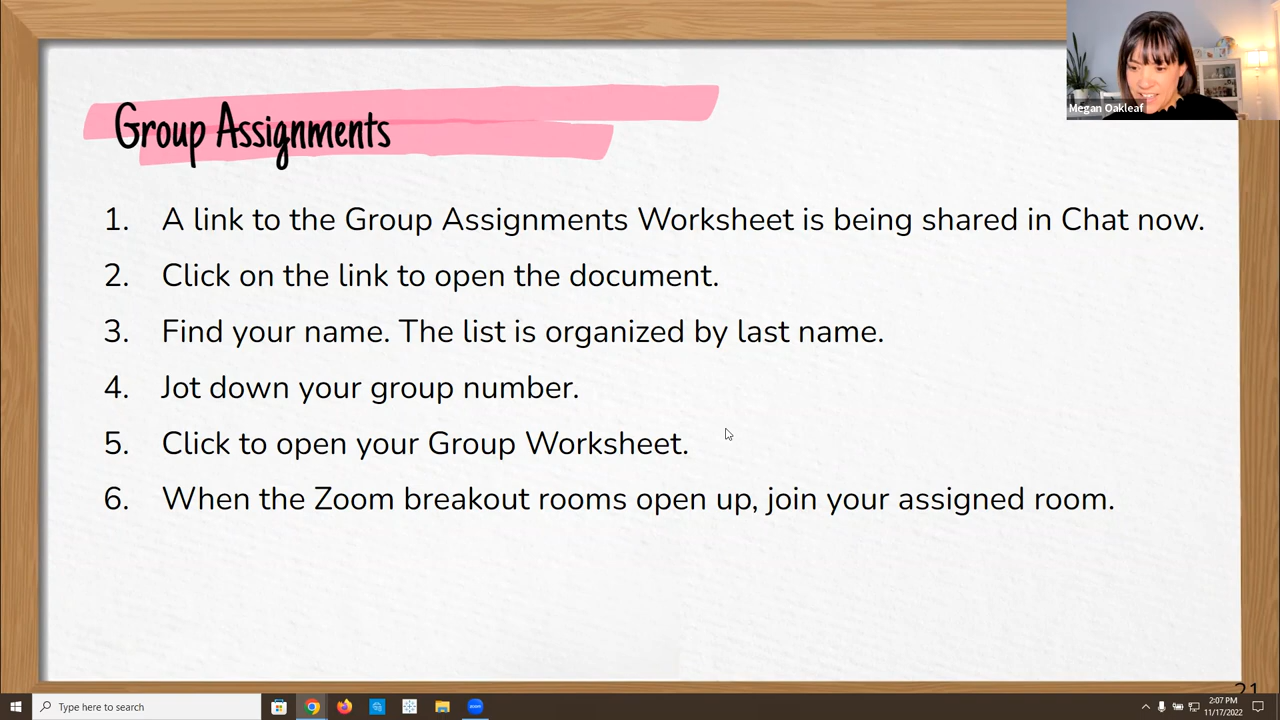 Megan Oakleaf
Group Assignments
1. A link to the Group Assignments Worksheet is being shared in Chat now.
2. Click on the link to open the document.
3. Find your name. The list is organized by last name.
4. Jot down your group number.
5. Click to open your Group Worksheet.
6. When the Zoom breakout rooms open up, join your assigned room.
21
Type here to search
2:07 PM
11/17/2022